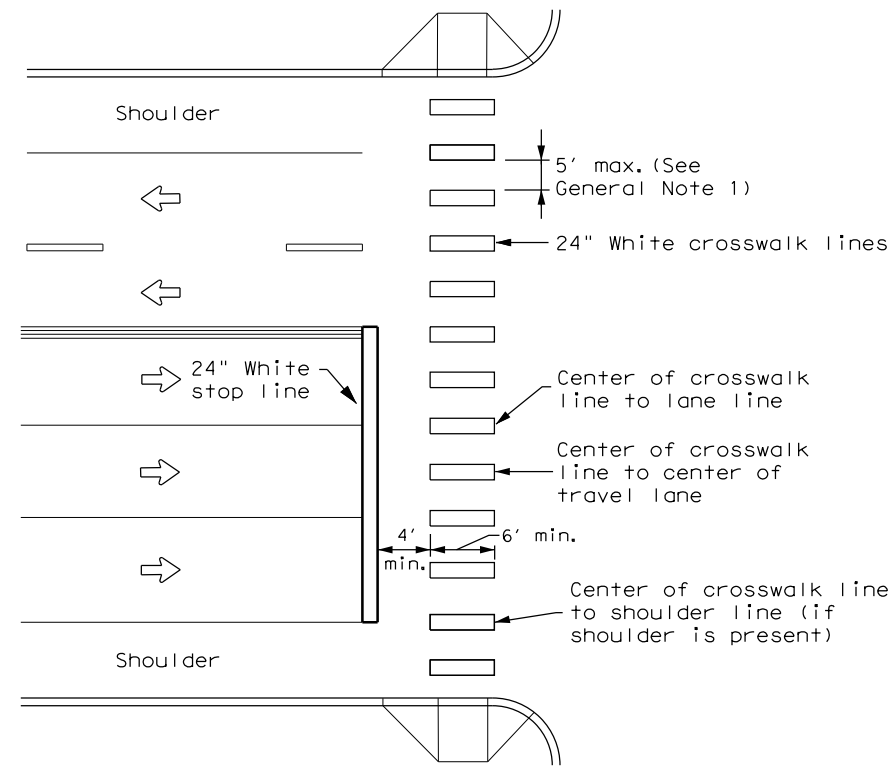 Shoulder
5' max. (See
General Note 1)
24" White crosswalk lines
24" White
stop line
Center of crosswalk
line to lane line
Center of crosswalk
line to center of
travel lane
4'
min.
6' min.
Center of crosswalk line
to shoulder line (if
shoulder is present)
Shoulder